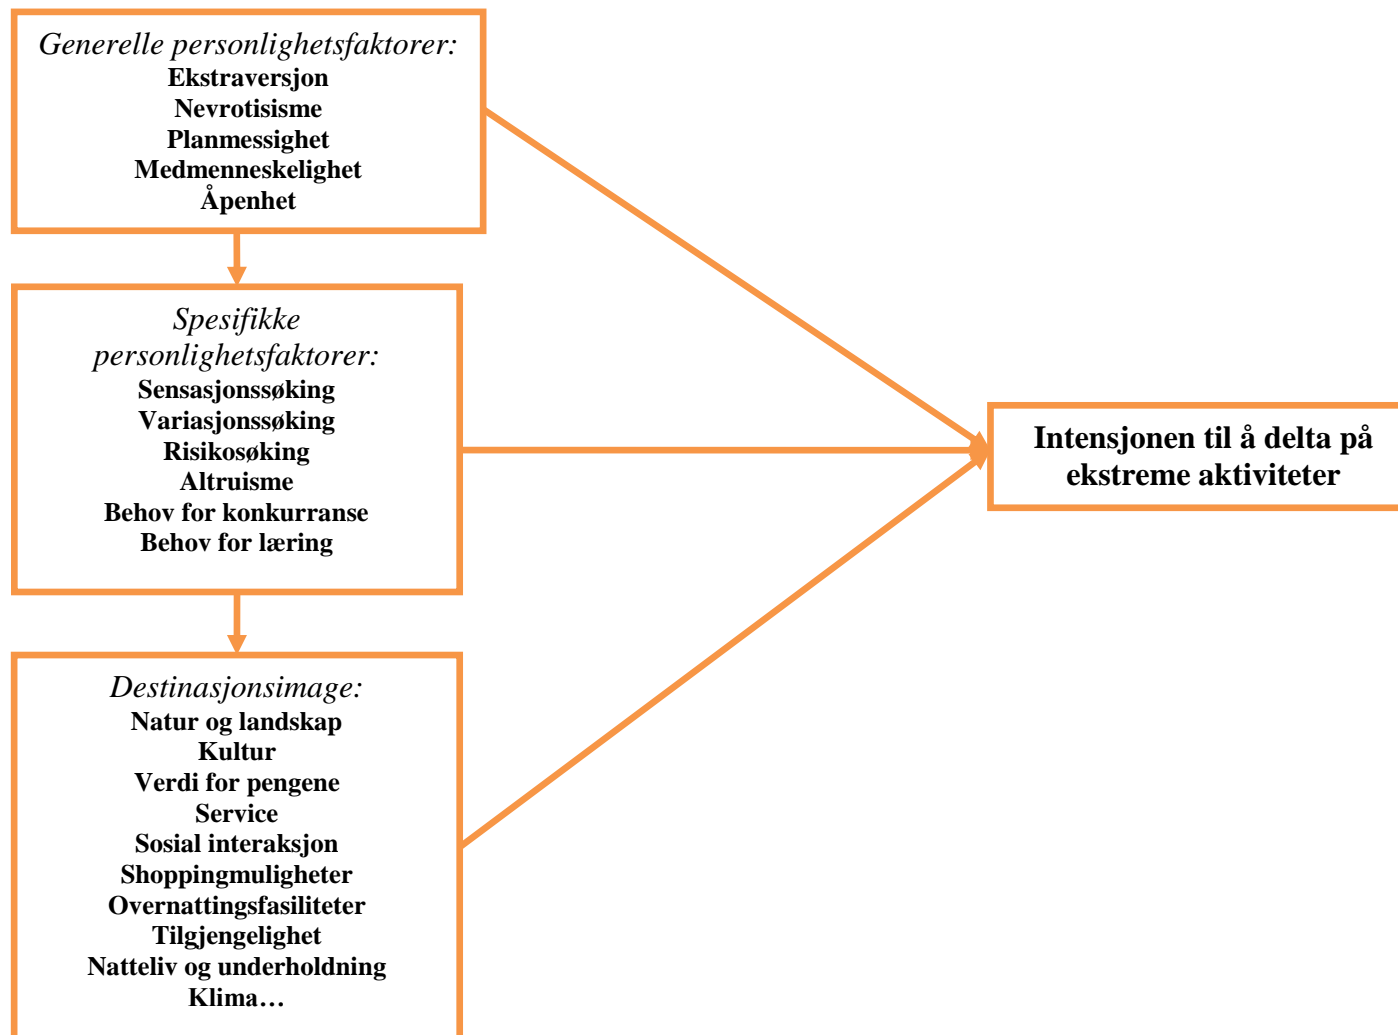 Generelle personlighetsfaktorer:
Ekstraversjon
Nevrotisisme
Planmessighet
Medmenneskelighet
Åpenhet
Spesifikke
personlighetsfaktorer:
Sensasjonssøking
Variasjonssøking
Risikosøking
Altruisme
Behov for konkurranse
Behov for læring
Destinasjonsimage:
Natur og landskap
Kultur
Verdi for pengene
Service
Sosial interaksjon
Shoppingmuligheter
Overnattingsfasiliteter
Tilgjengelighet
Natteliv og underholdning
Klima…
Intensjonen til å delta på
ekstreme aktiviteter